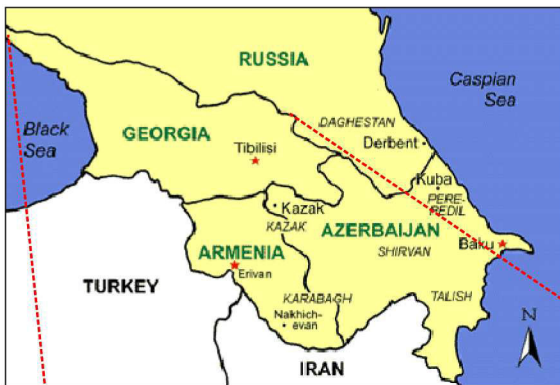 RUSSIA
Caspian
Sea
DAGHESTAN
Black
Sea
GEORGIA
Derbent
Tibilisi
Kuba
PERE-
REDIL
Kazak
KAZAK
AZERBAIJAN
ARMENIA
SHIRVAN
Baku
Erivan
TURKEY
KARABAGH
TALISH
Nakhich-
evan
N
IRAN